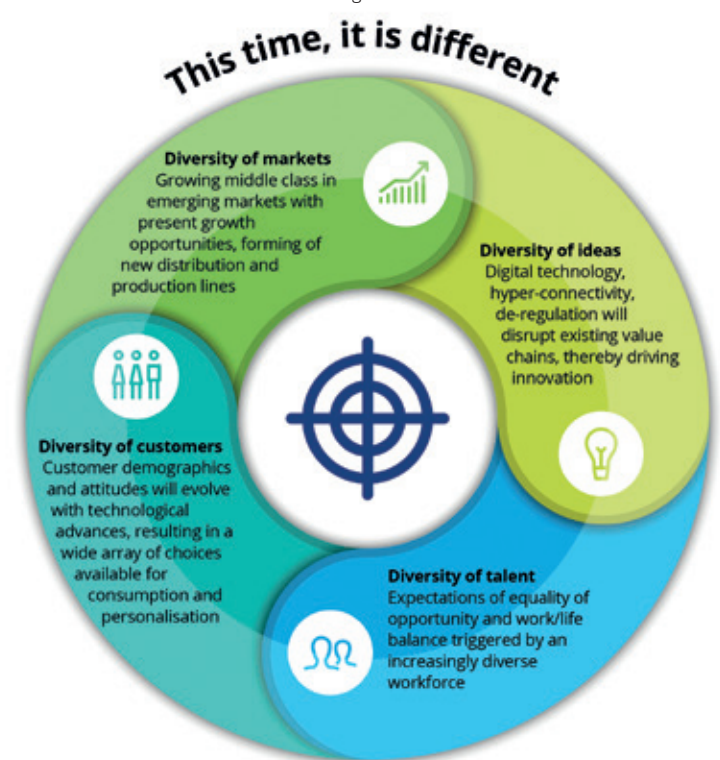 This time, it is different
Diversity of markets
Growing middle class in
emerging markets with
present growth
opportunities, forming of
new distribution and
production lines
Diversity of ideas
Digital technology,
hyper-connectivity,
de-regulation will
disrupt existing value
chains, thereby driving
innovation
Diversity of customers
Customer demographics
and attitudes will evolve
with technological
advances, resulting in a
wide array of choices
available for
consumption and
personalisation
Diversity of talent
Expectations of equality of
opportunity and work/life
balance triggered by an
increasingly diverse
workforce